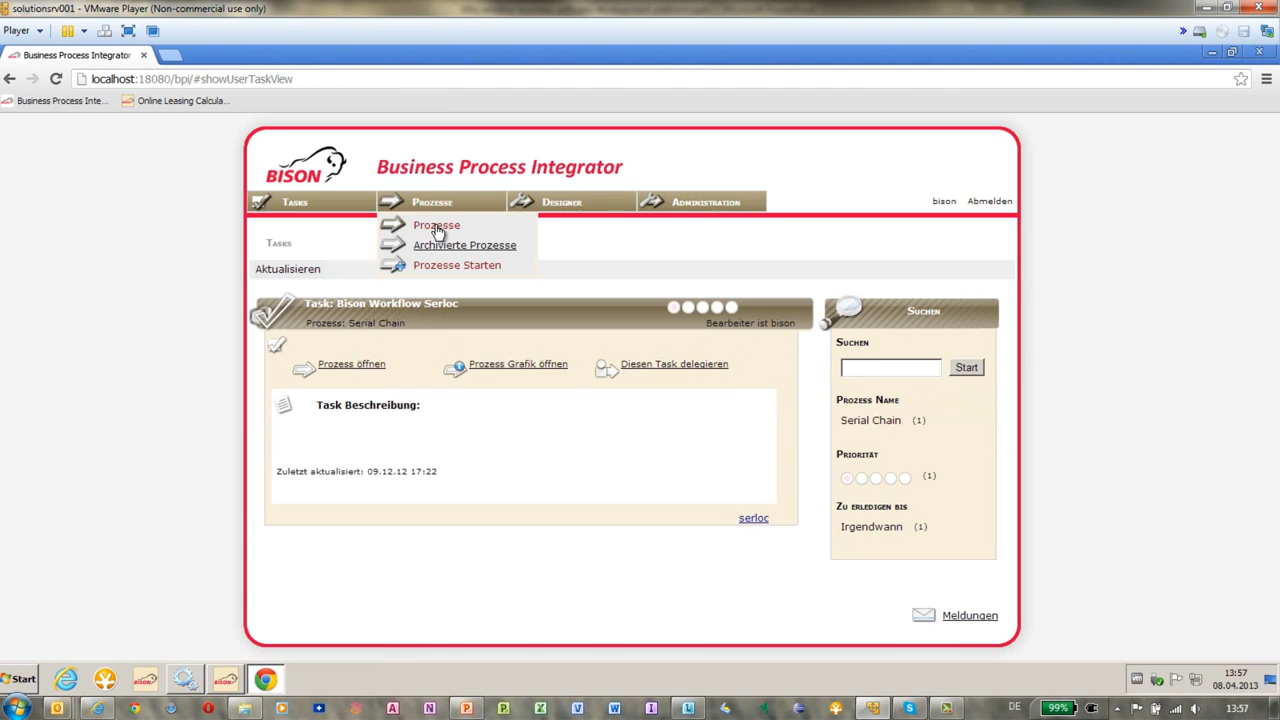 solutionsrv001 - VMware Player (Non-commercial use only)
Player
Business Process Integrator
localhost:18080/bpi/#showUserTaskView
Business Process Inte... Online Leasing Calcula...
BISON Business Process Integrator
Tasks Prozesse Designer Administration bison Abmelden
Prozesse
Tasks Archivierte Prozesse
Aktualisieren Prozesse Starten
Task: Bison Workflow Serloc
Prozess: Serial Chain Bearbeiter ist bison
Prozess öffnen Prozess Grafik öffnen Diesen Task delegieren
Task Beschreibung:
Zuletzt aktualisiert: 09.12.12 17:22
serloc
Suchen
Suchen
Start
Prozess Name
Serial Chain (1)
Priorität
(1)
Zu erledigen bis
Irgendwann (1)
Meldungen
Start 13:57
08.04.2013
DE 99% 13:57